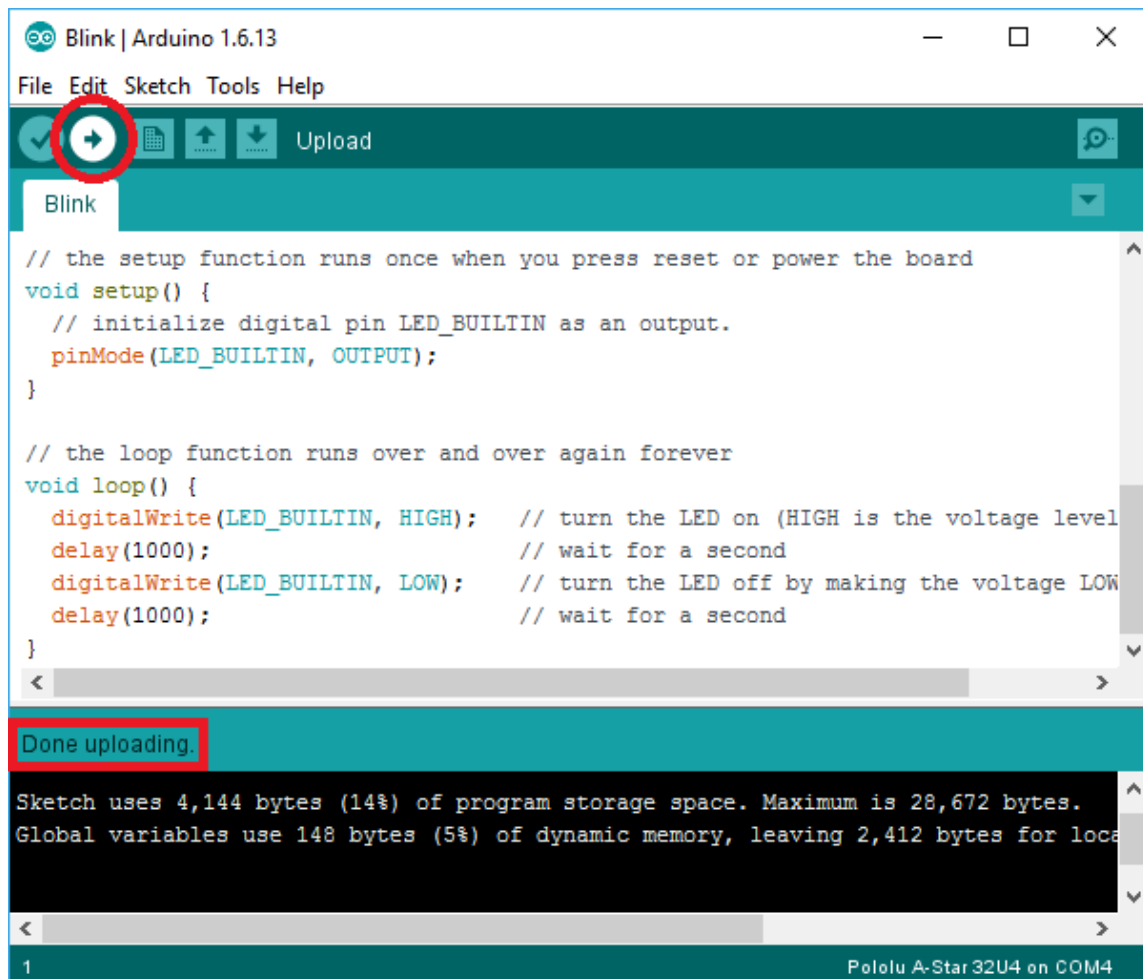 Blink | Arduino 1.6.13
File Edit Sketch Tools Help
Upload
Blink
// the setup function runs once when you press reset or power the board
void setup() {
  // initialize digital pin LED_BUILTIN as an output.
  pinMode(LED_BUILTIN, OUTPUT);
}
// the loop function runs over and over again forever
void loop() {
  digitalWrite(LED_BUILTIN, HIGH);   // turn the LED on (HIGH is the voltage level
  delay(1000);                       // wait for a second
  digitalWrite(LED_BUILTIN, LOW);    // turn the LED off by making the voltage LOW
  delay(1000);                       // wait for a second
}
Done uploading.
Sketch uses 4,144 bytes (14%) of program storage space. Maximum is 28,672 bytes.
Global variables use 148 bytes (5%) of dynamic memory, leaving 2,412 bytes for loca
1 Pololu A-Star 32U4 on COM4